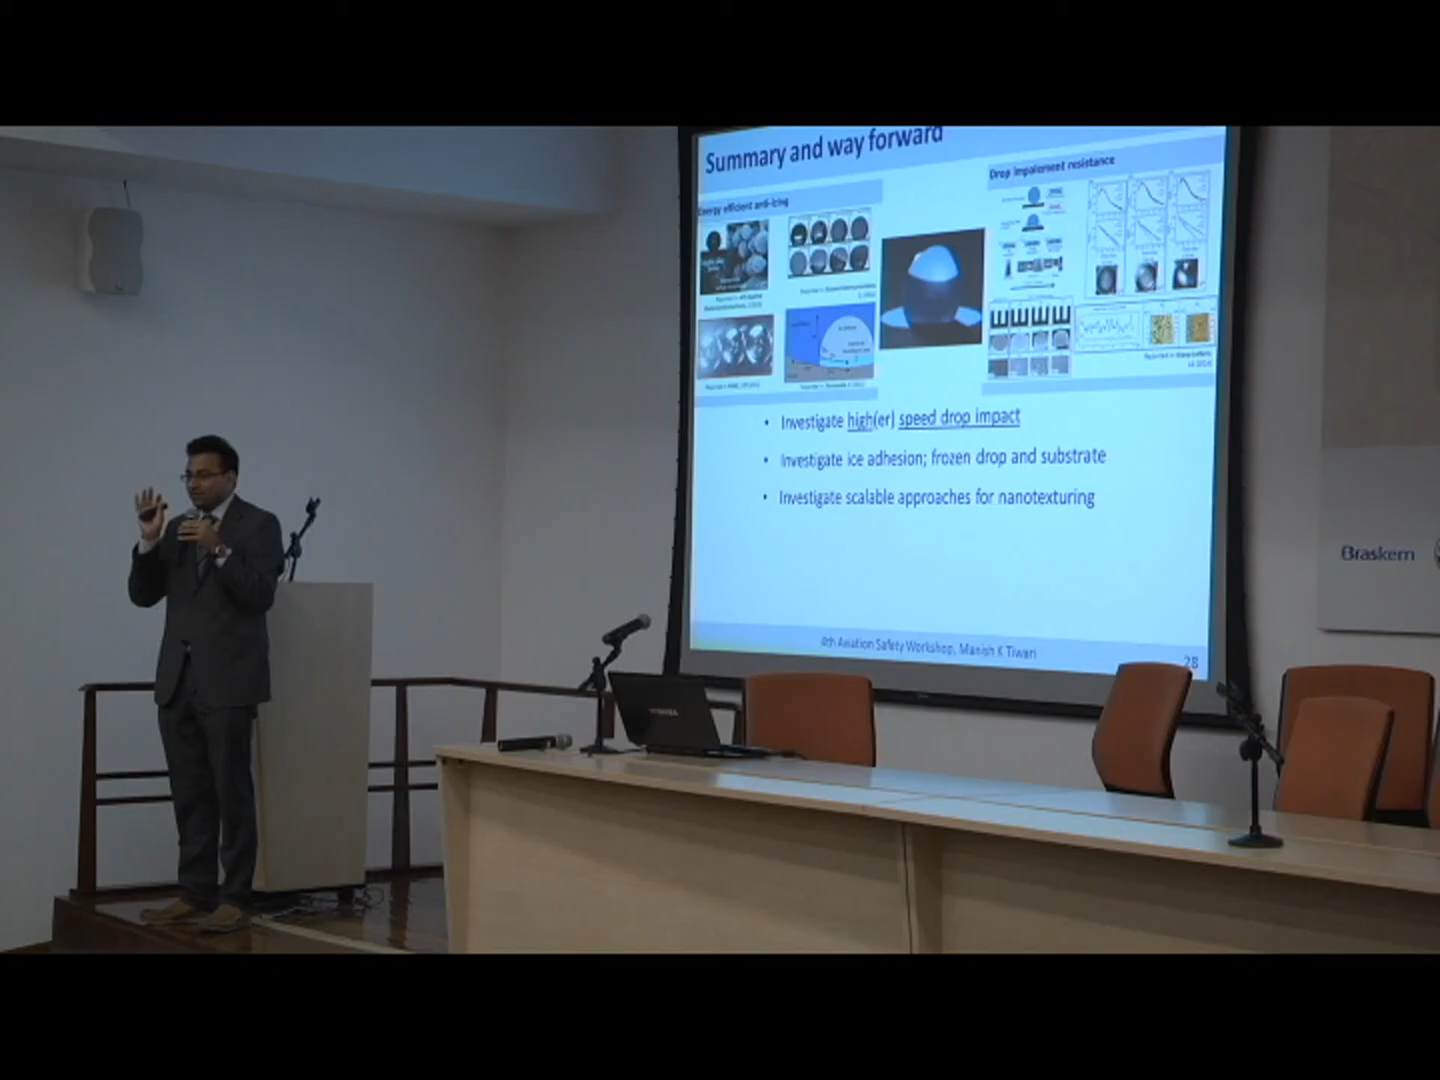 Summary and way forward
Energy efficient anti-icing
Drop impalement resistance
• Investigate high(er) speed drop impact
• Investigate ice adhesion; frozen drop and substrate
• Investigate scalable approaches for nanotexturing
4th Aviation Safety Workshop, Manish K Tiwari
28
Braskem
TOSHIBA